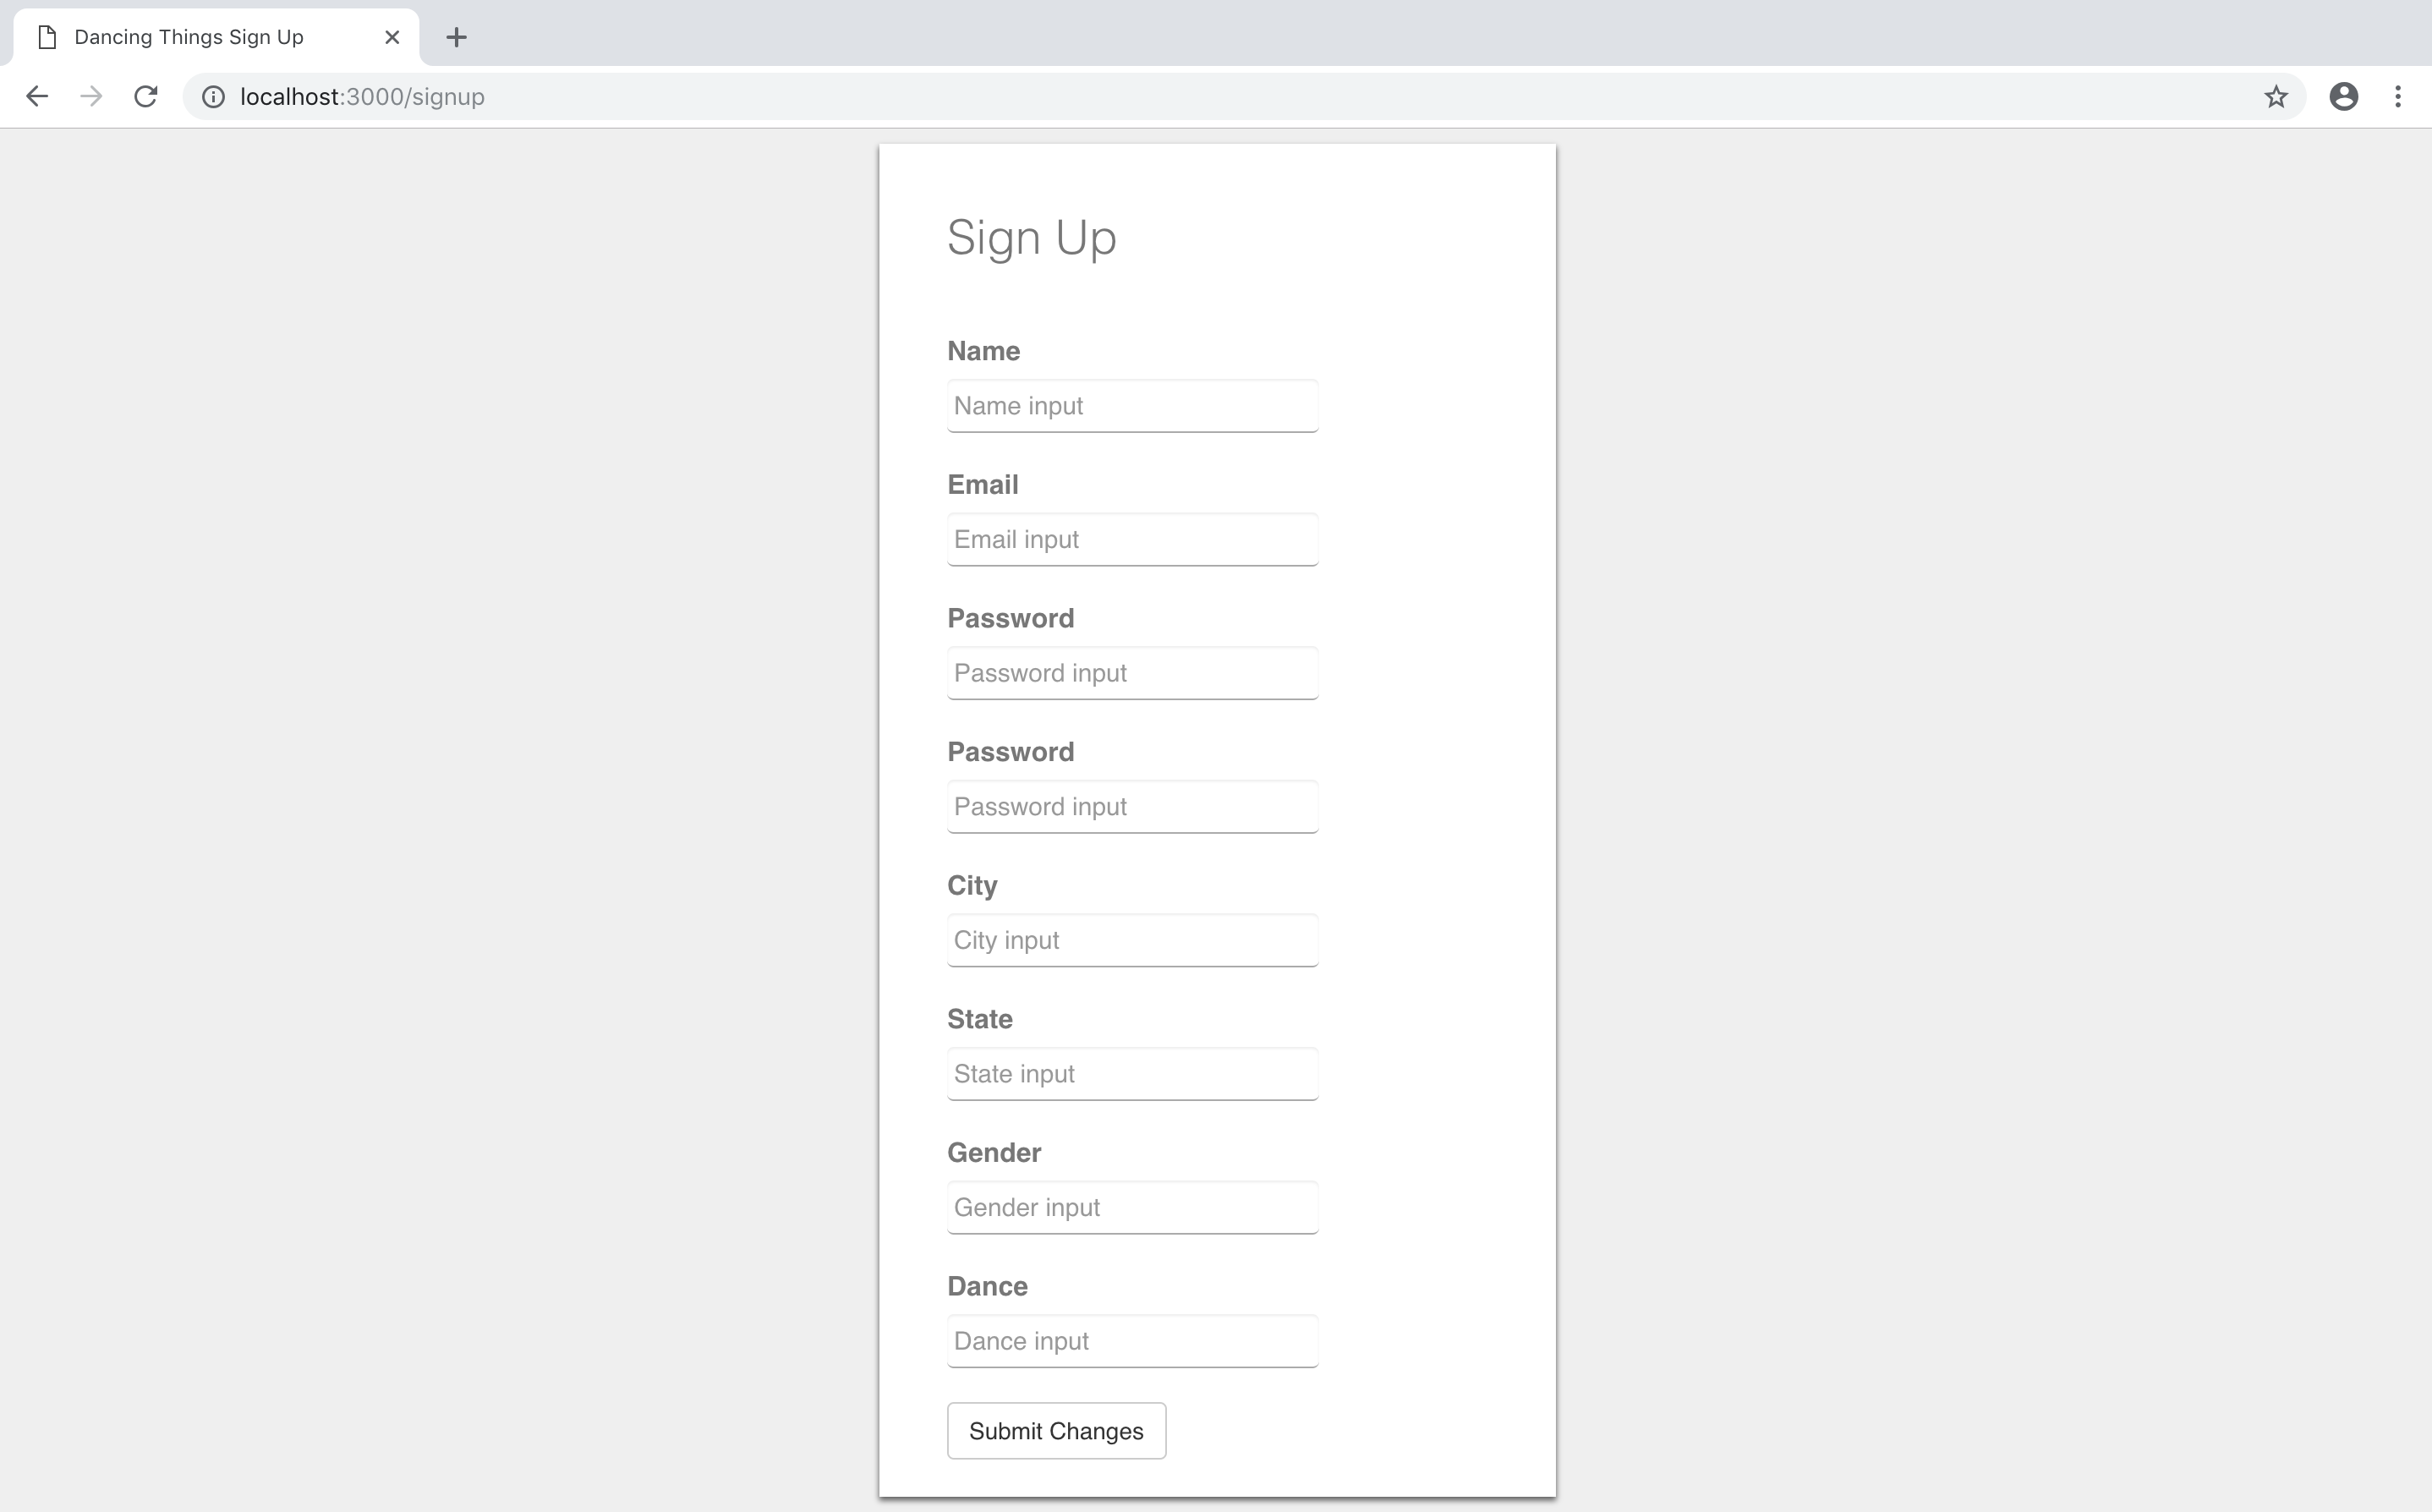 Dancing Things Sign Up
localhost:3000/signup
Sign Up
Name
Name input
Email
Email input
Password
Password input
Password
Password input
City
City input
State
State input
Gender
Gender input
Dance
Dance input
Submit Changes